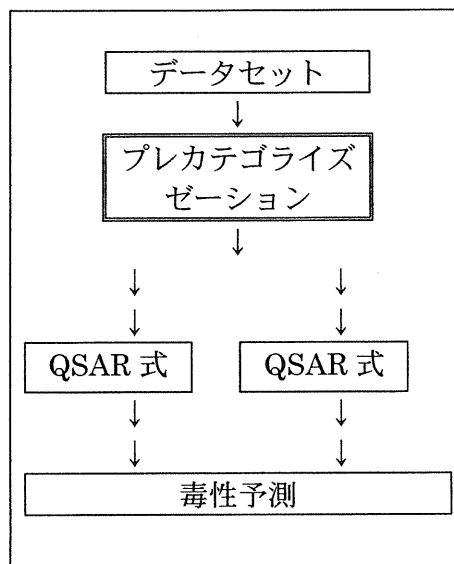 データセット
↓
プレカテゴライズ
ゼーション
↓
↓ ↓
↓ ↓
QSAR 式 QSAR 式
↓ ↓
↓ ↓
毒性予測